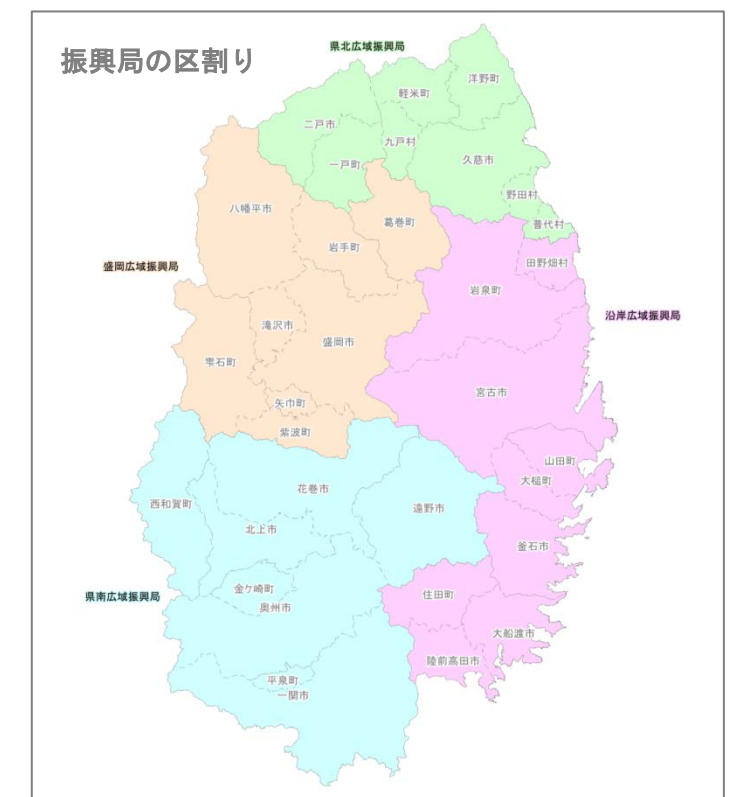 振興局の区割り
県北広域振興局
洋野町
軽米町
二戸市
九戸村
一戸町
久慈市
野田村
普代村
八幡平市
葛巻町
岩手町
田野畑村
盛岡広域振興局
岩泉町
沿岸広域振興局
滝沢市
盛岡市
雫石町
宮古市
矢巾町
紫波町
山田町
大槌町
花巻市
西和賀町
遠野市
北上市
釜石市
金ケ崎町
住田町
県南広域振興局
奥州市
大船渡市
陸前高田市
平泉町
一関市